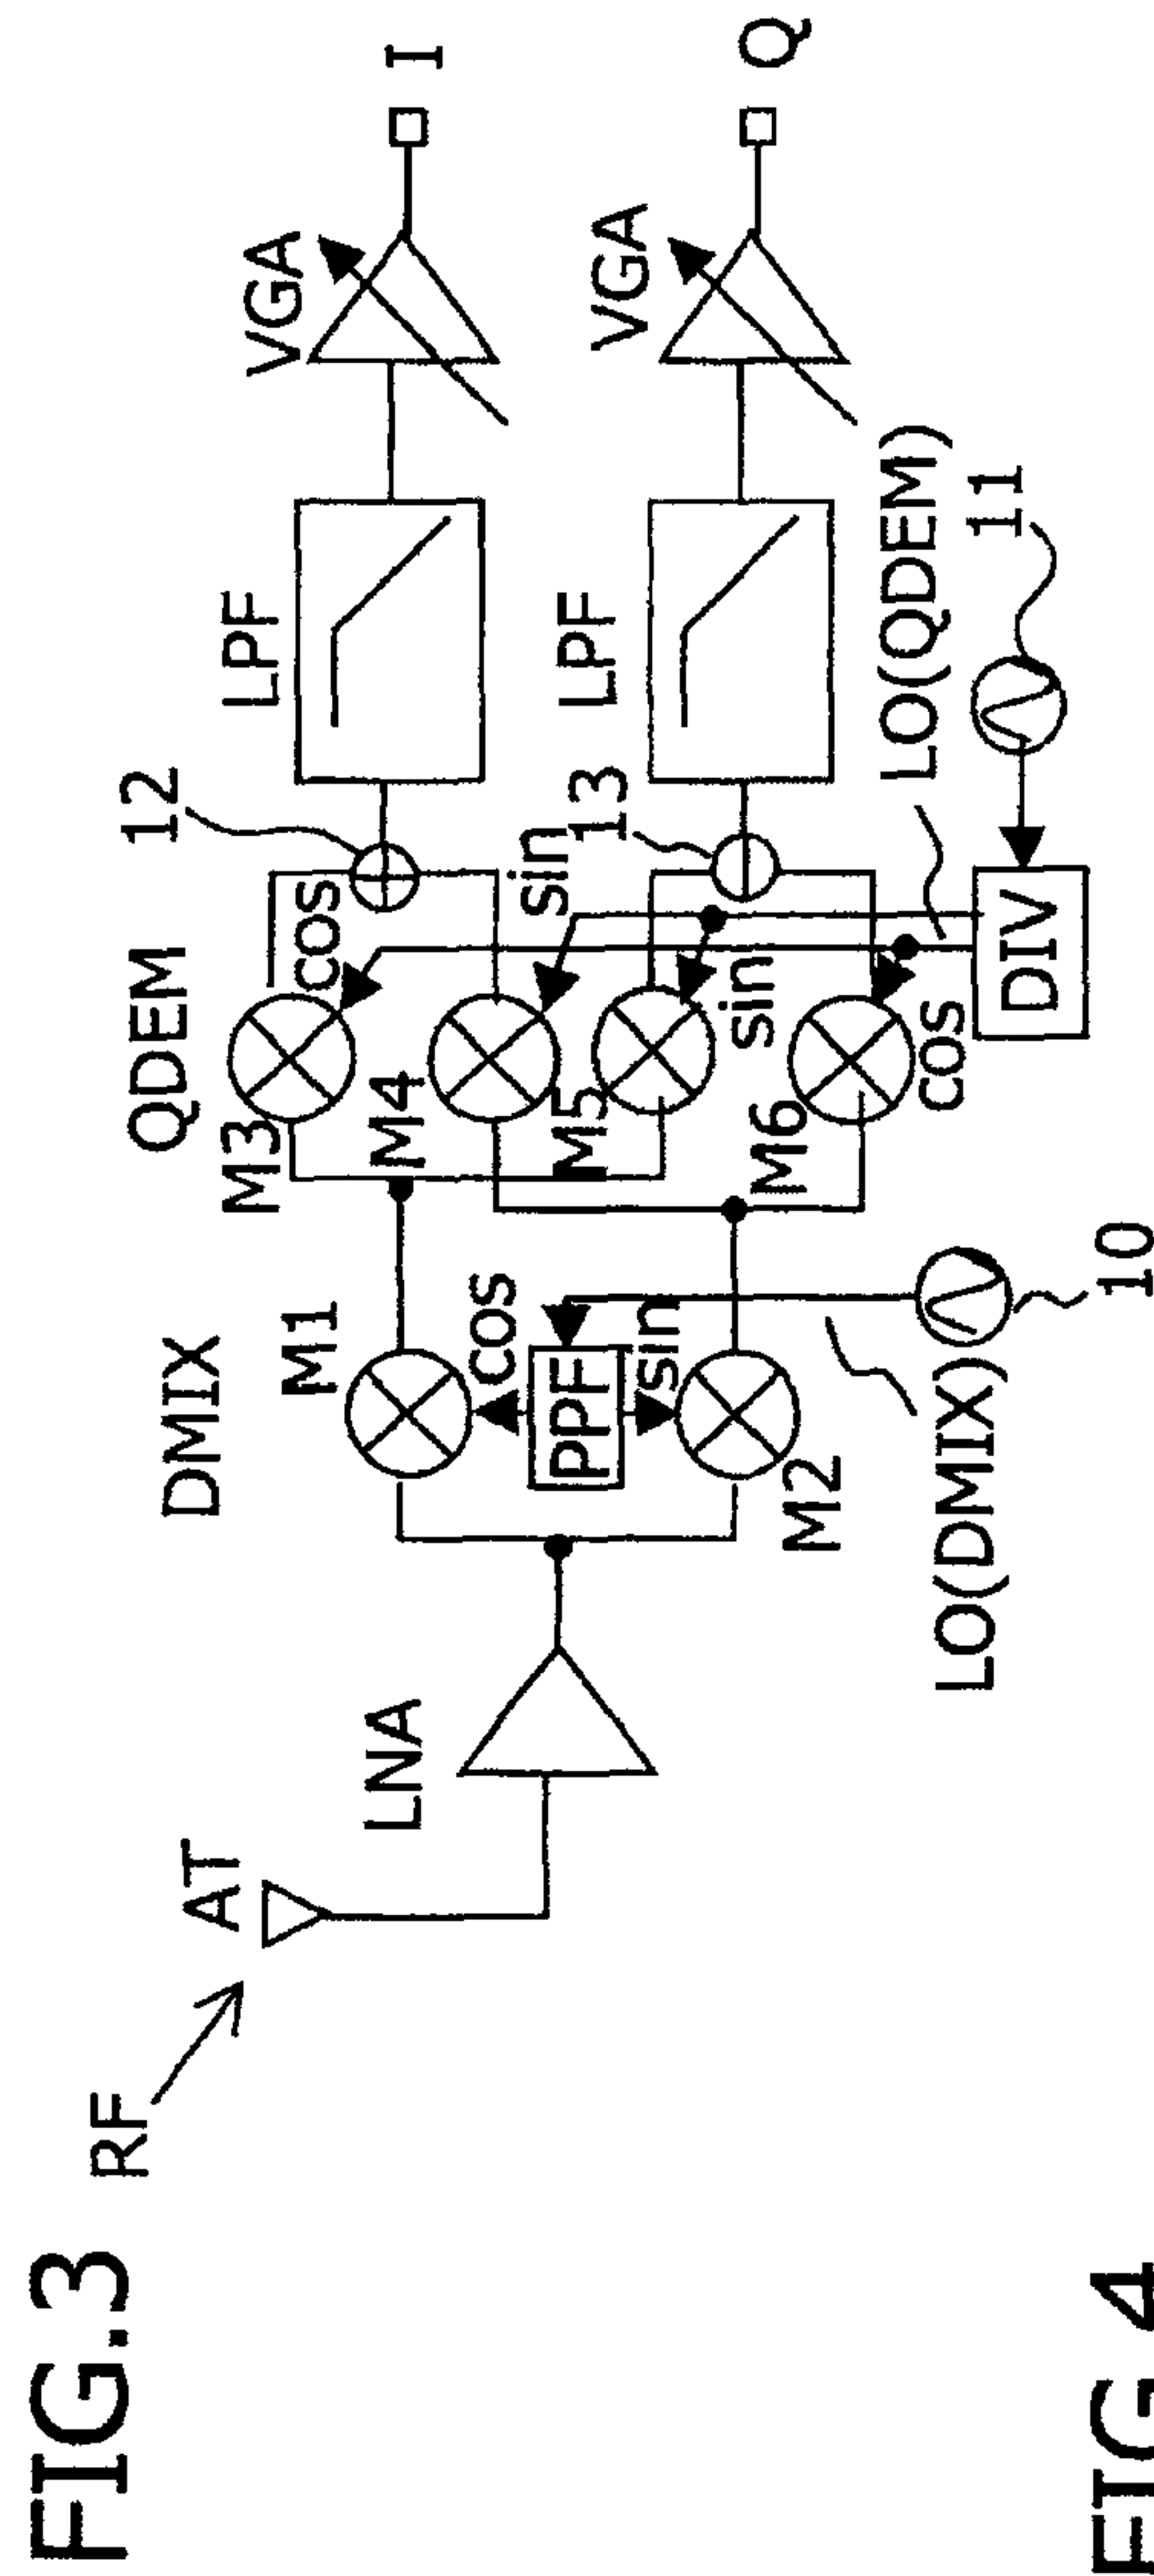 FIG.3
RF
AT
LNA
DMIX
M1
cos
PPF
sin
M2
LO(DMIX)
10
QDEM
M3
cos
M4
sin
M5
sin
M6
cos
12
13
LPF
LPF
LO(QDEM)
11
DIV
VGA
VGA
I
Q
FIG.4